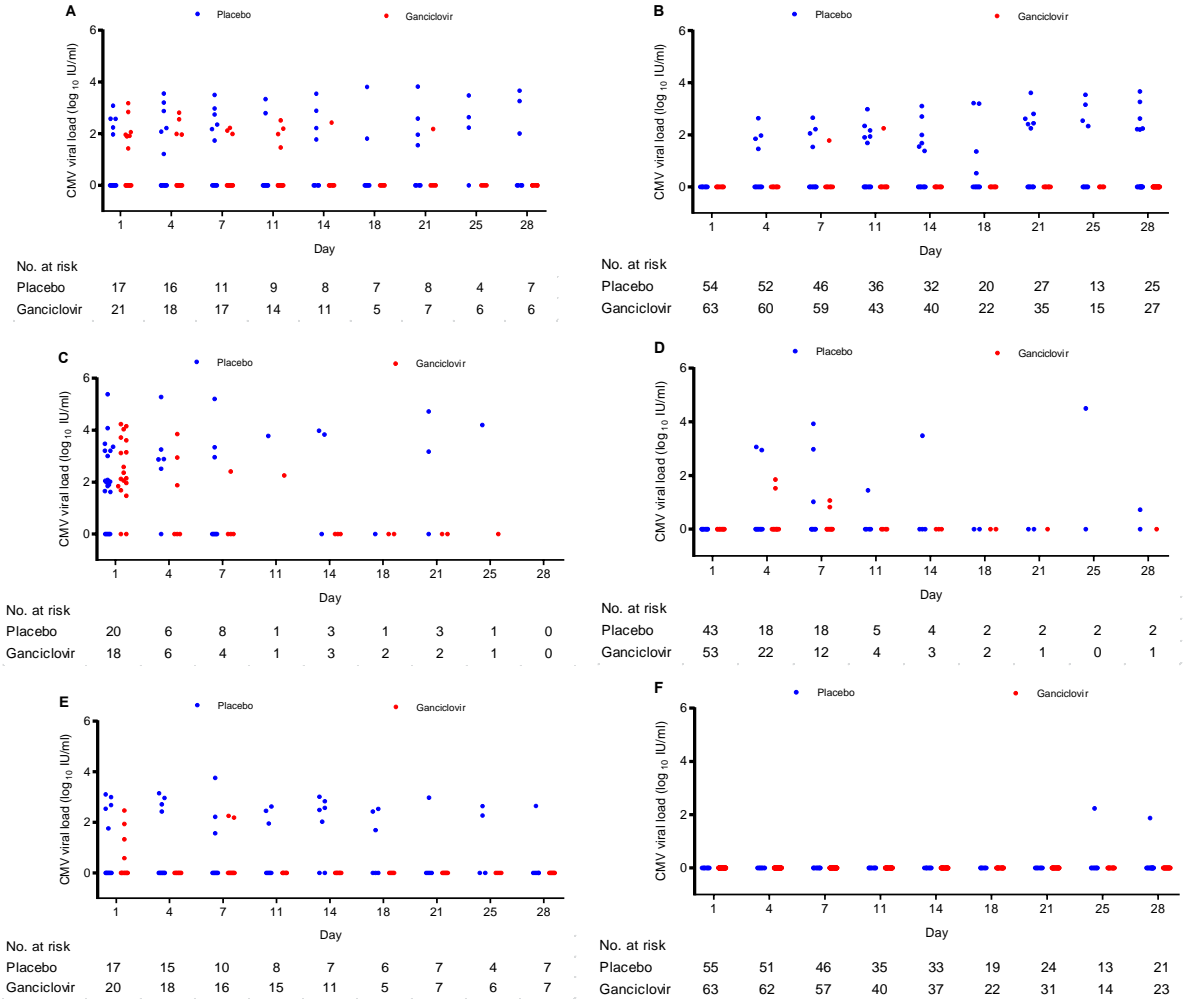 A
Placebo
Ganciclovir
CMV viral load (log 10 IU/ml)
6
4
2
0
1 4 7 11 14 18 21 25 28
Day
No. at risk
Placebo 17 16 11 9 8 7 8 4 7
Ganciclovir 21 18 17 14 11 5 7 6 6
B
Placebo
Ganciclovir
CMV viral load (log 10 IU/ml)
6
4
2
0
1 4 7 11 14 18 21 25 28
Day
No. at risk
Placebo 54 52 46 36 32 20 27 13 25
Ganciclovir 63 60 59 43 40 22 35 15 27
C
Placebo
Ganciclovir
CMV viral load (log 10 IU/ml)
6
4
2
0
1 4 7 11 14 18 21 25 28
Day
No. at risk
Placebo 20 6 8 1 3 1 3 1 0
Ganciclovir 18 6 4 1 3 2 2 1 0
D
Placebo
Ganciclovir
CMV viral load (log 10 IU/ml)
6
4
2
0
1 4 7 11 14 18 21 25 28
Day
No. at risk
Placebo 43 18 18 5 4 2 2 2 2
Ganciclovir 53 22 12 4 3 2 1 0 1
E
Placebo
Ganciclovir
CMV viral load (log 10 IU/ml)
6
4
2
0
1 4 7 11 14 18 21 25 28
Day
No. at risk
Placebo 17 15 10 8 7 6 7 4 7
Ganciclovir 20 18 16 15 11 5 7 6 7
F
Placebo
Ganciclovir
CMV viral load (log 10 IU/ml)
6
4
2
0
1 4 7 11 14 18 21 25 28
Day
No. at risk
Placebo 55 51 46 35 33 19 24 13 21
Ganciclovir 63 62 57 40 37 22 31 14 23